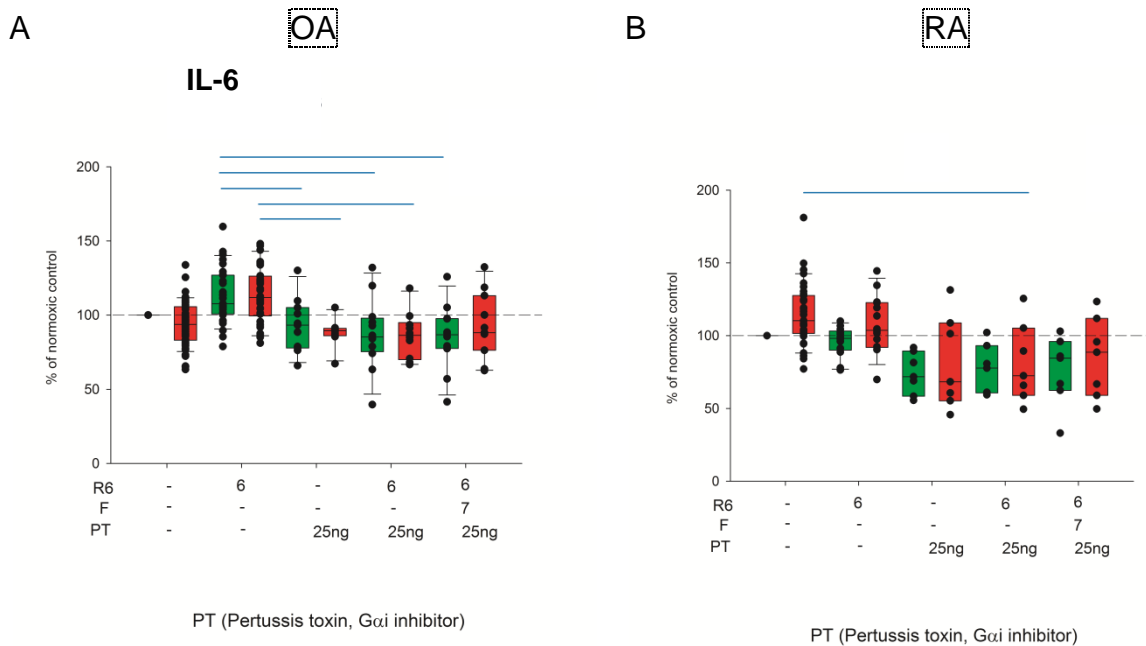 A
OA
IL-6
% of normoxic control
200
150
100
50
0
R6 - 6 - 6 6
F - - - - 7
PT - - 25ng 25ng 25ng
PT (Pertussis toxin, Gαi inhibitor)
B
RA
% of normoxic control
200
150
100
50
0
R6 - 6 - 6 6
F - - - - 7
PT - - 25ng 25ng 25ng
PT (Pertussis toxin, Gαi inhibitor)